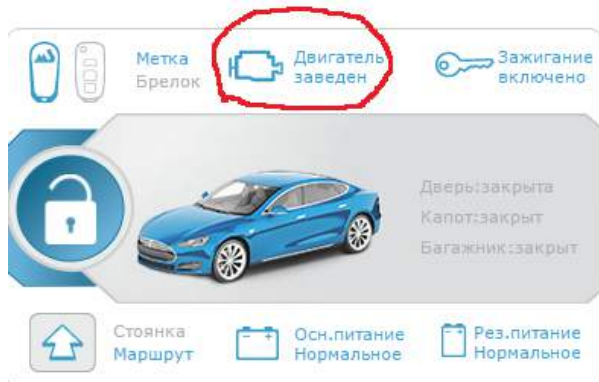 Метка
Брелок
Двигатель
заведен
Зажигание
включено
Дверь:закрыта
Капот:закрыт
Багажник:закрыт
Стоянка
Маршрут
Осн.питание
Нормальное
Рез.питание
Нормальное